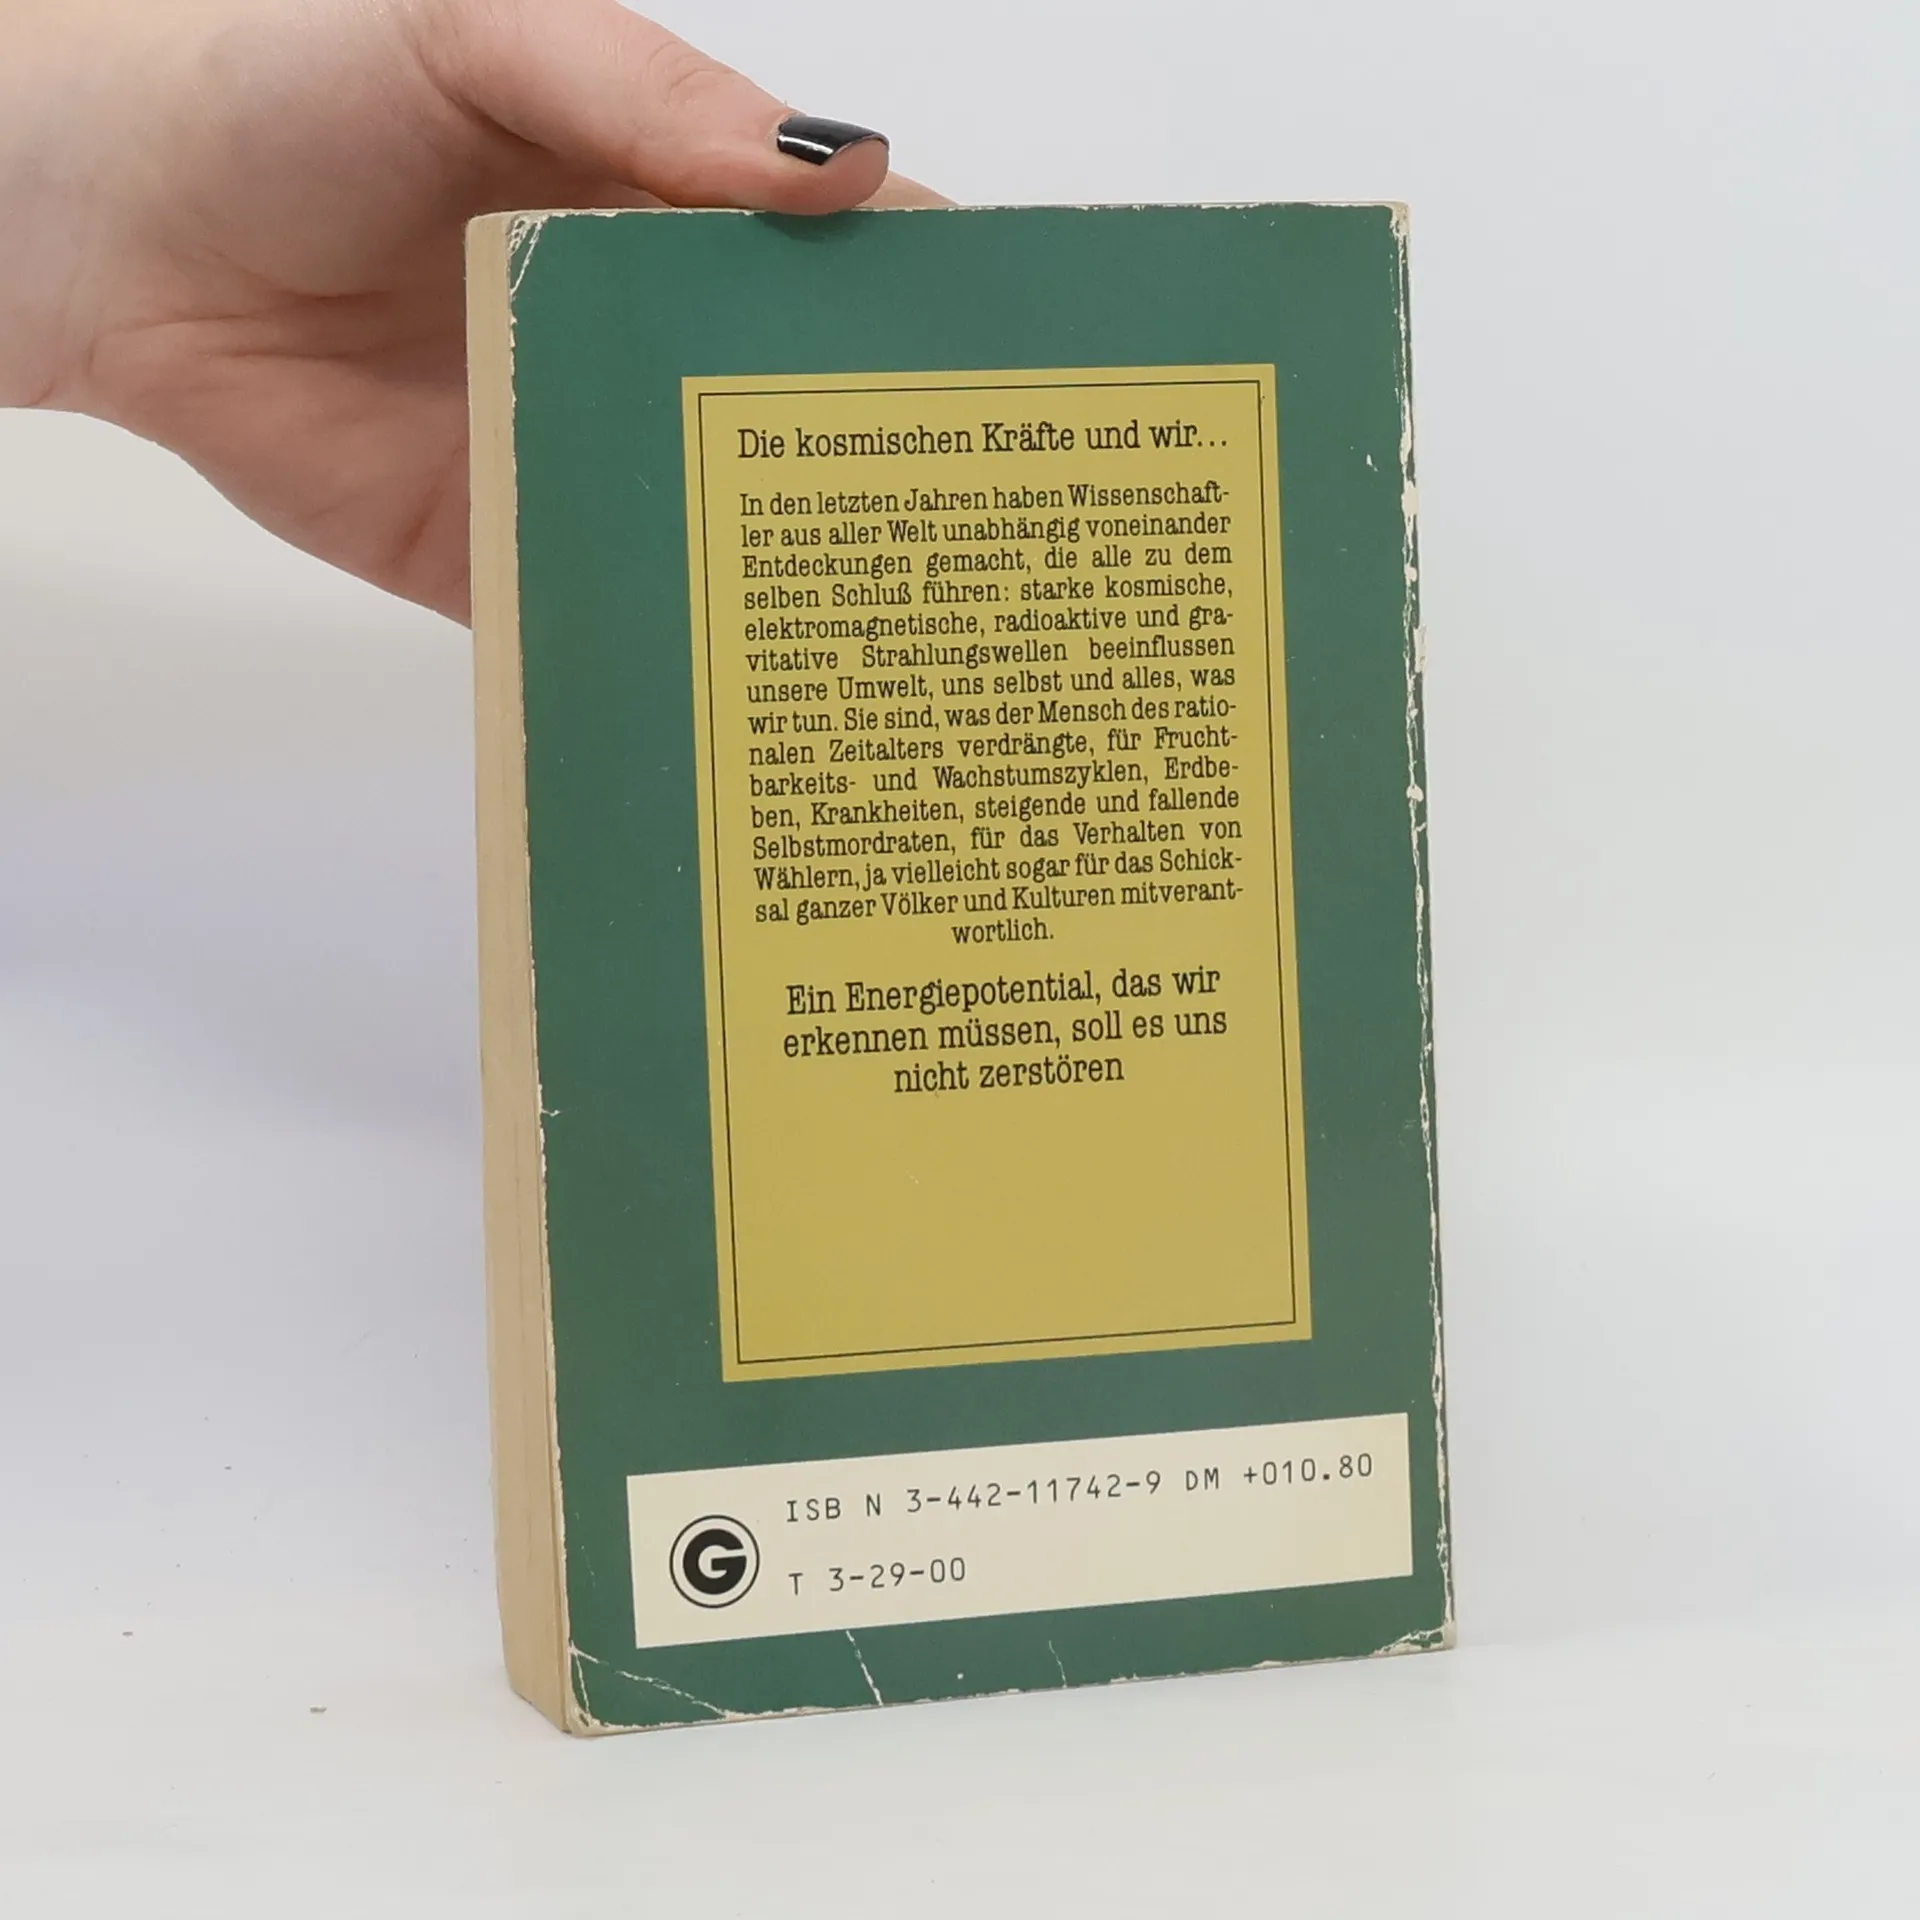 Die kosmischen Kräfte und wir...
In den letzten Jahren haben Wissenschaft-
ler aus aller Welt unabhängig voneinander
Entdeckungen gemacht, die alle zu dem
selben Schluß führen: starke kosmische,
elektromagnetische, radioaktive und gra-
vitative Strahlungswellen beeinflussen
unsere Umwelt, uns selbst und alles, was
wir tun. Sie sind, was der Mensch des ratio-
nalen Zeitalters verdrängte, für Frucht-
barkeits- und Wachstumszyklen, Erdbe-
ben, Krankheiten, steigende und fallende
Selbstmordraten, für das Verhalten von
Wählern, ja vielleicht sogar für das Schick-
sal ganzer Völker und Kulturen mitverant-
wortlich.
Ein Energiepotential, das wir
erkennen müssen, soll es uns
nicht zerstören
ISB N 3-442-11742-9 DM +010.80
G
T 3-29-00